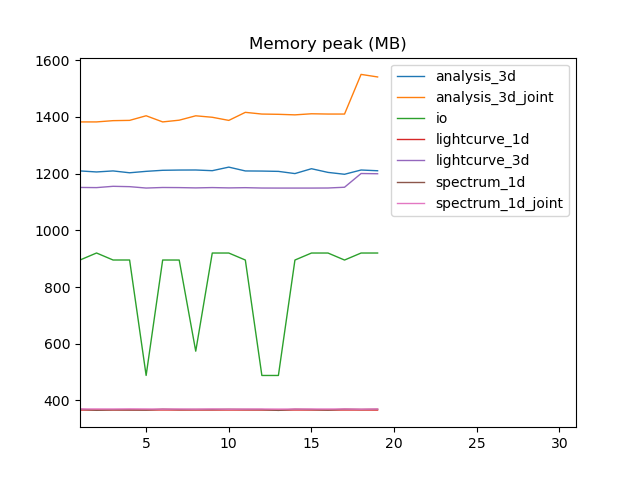 Memory peak (MB)
1600
1400
1200
1000
800
600
400
5
10
15
20
25
30
analysis_3d
analysis_3d_joint
io
lightcurve_1d
lightcurve_3d
spectrum_1d
spectrum_1d_joint